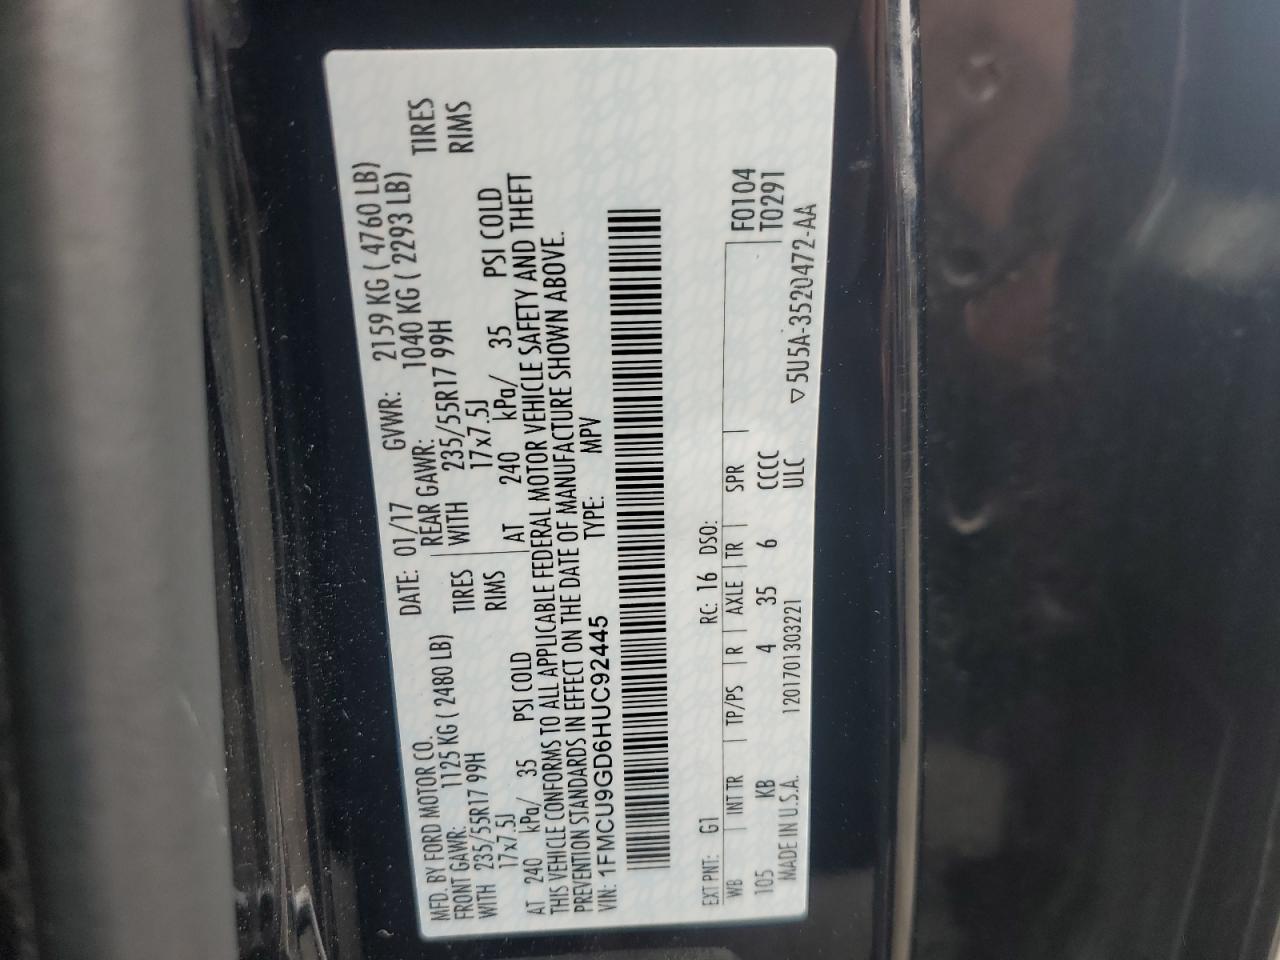 MFD. BY FORD MOTOR CO. DATE: 01/17 GVWR: 2159 KG ( 4760 LB)
FRONT GAWR: 1125 KG ( 2480 LB) REAR GAWR: 1040 KG ( 2293 LB)
WITH 235/55R17 99H TIRES WITH 235/55R17 99H TIRES
17x7.5J RIMS 17x7.5J RIMS
AT 240 kPa/ 35 PSI COLD AT 240 kPa/ 35 PSI COLD
THIS VEHICLE CONFORMS TO ALL APPLICABLE FEDERAL MOTOR VEHICLE SAFETY AND THEFT
PREVENTION STANDARDS IN EFFECT ON THE DATE OF MANUFACTURE SHOWN ABOVE.
VIN: 1FMCU9GD6HUC92445 TYPE: MPV
EXT PNT: G1 RC: 16 DSO: F0104
WB | INT TR | TP/PS | R | AXLE | TR | SPR | T0291
105 KB 4 35 6 CCCC
MADE IN U.S.A. 120170130322​1 ULC ▽5U5A-3520472-AA